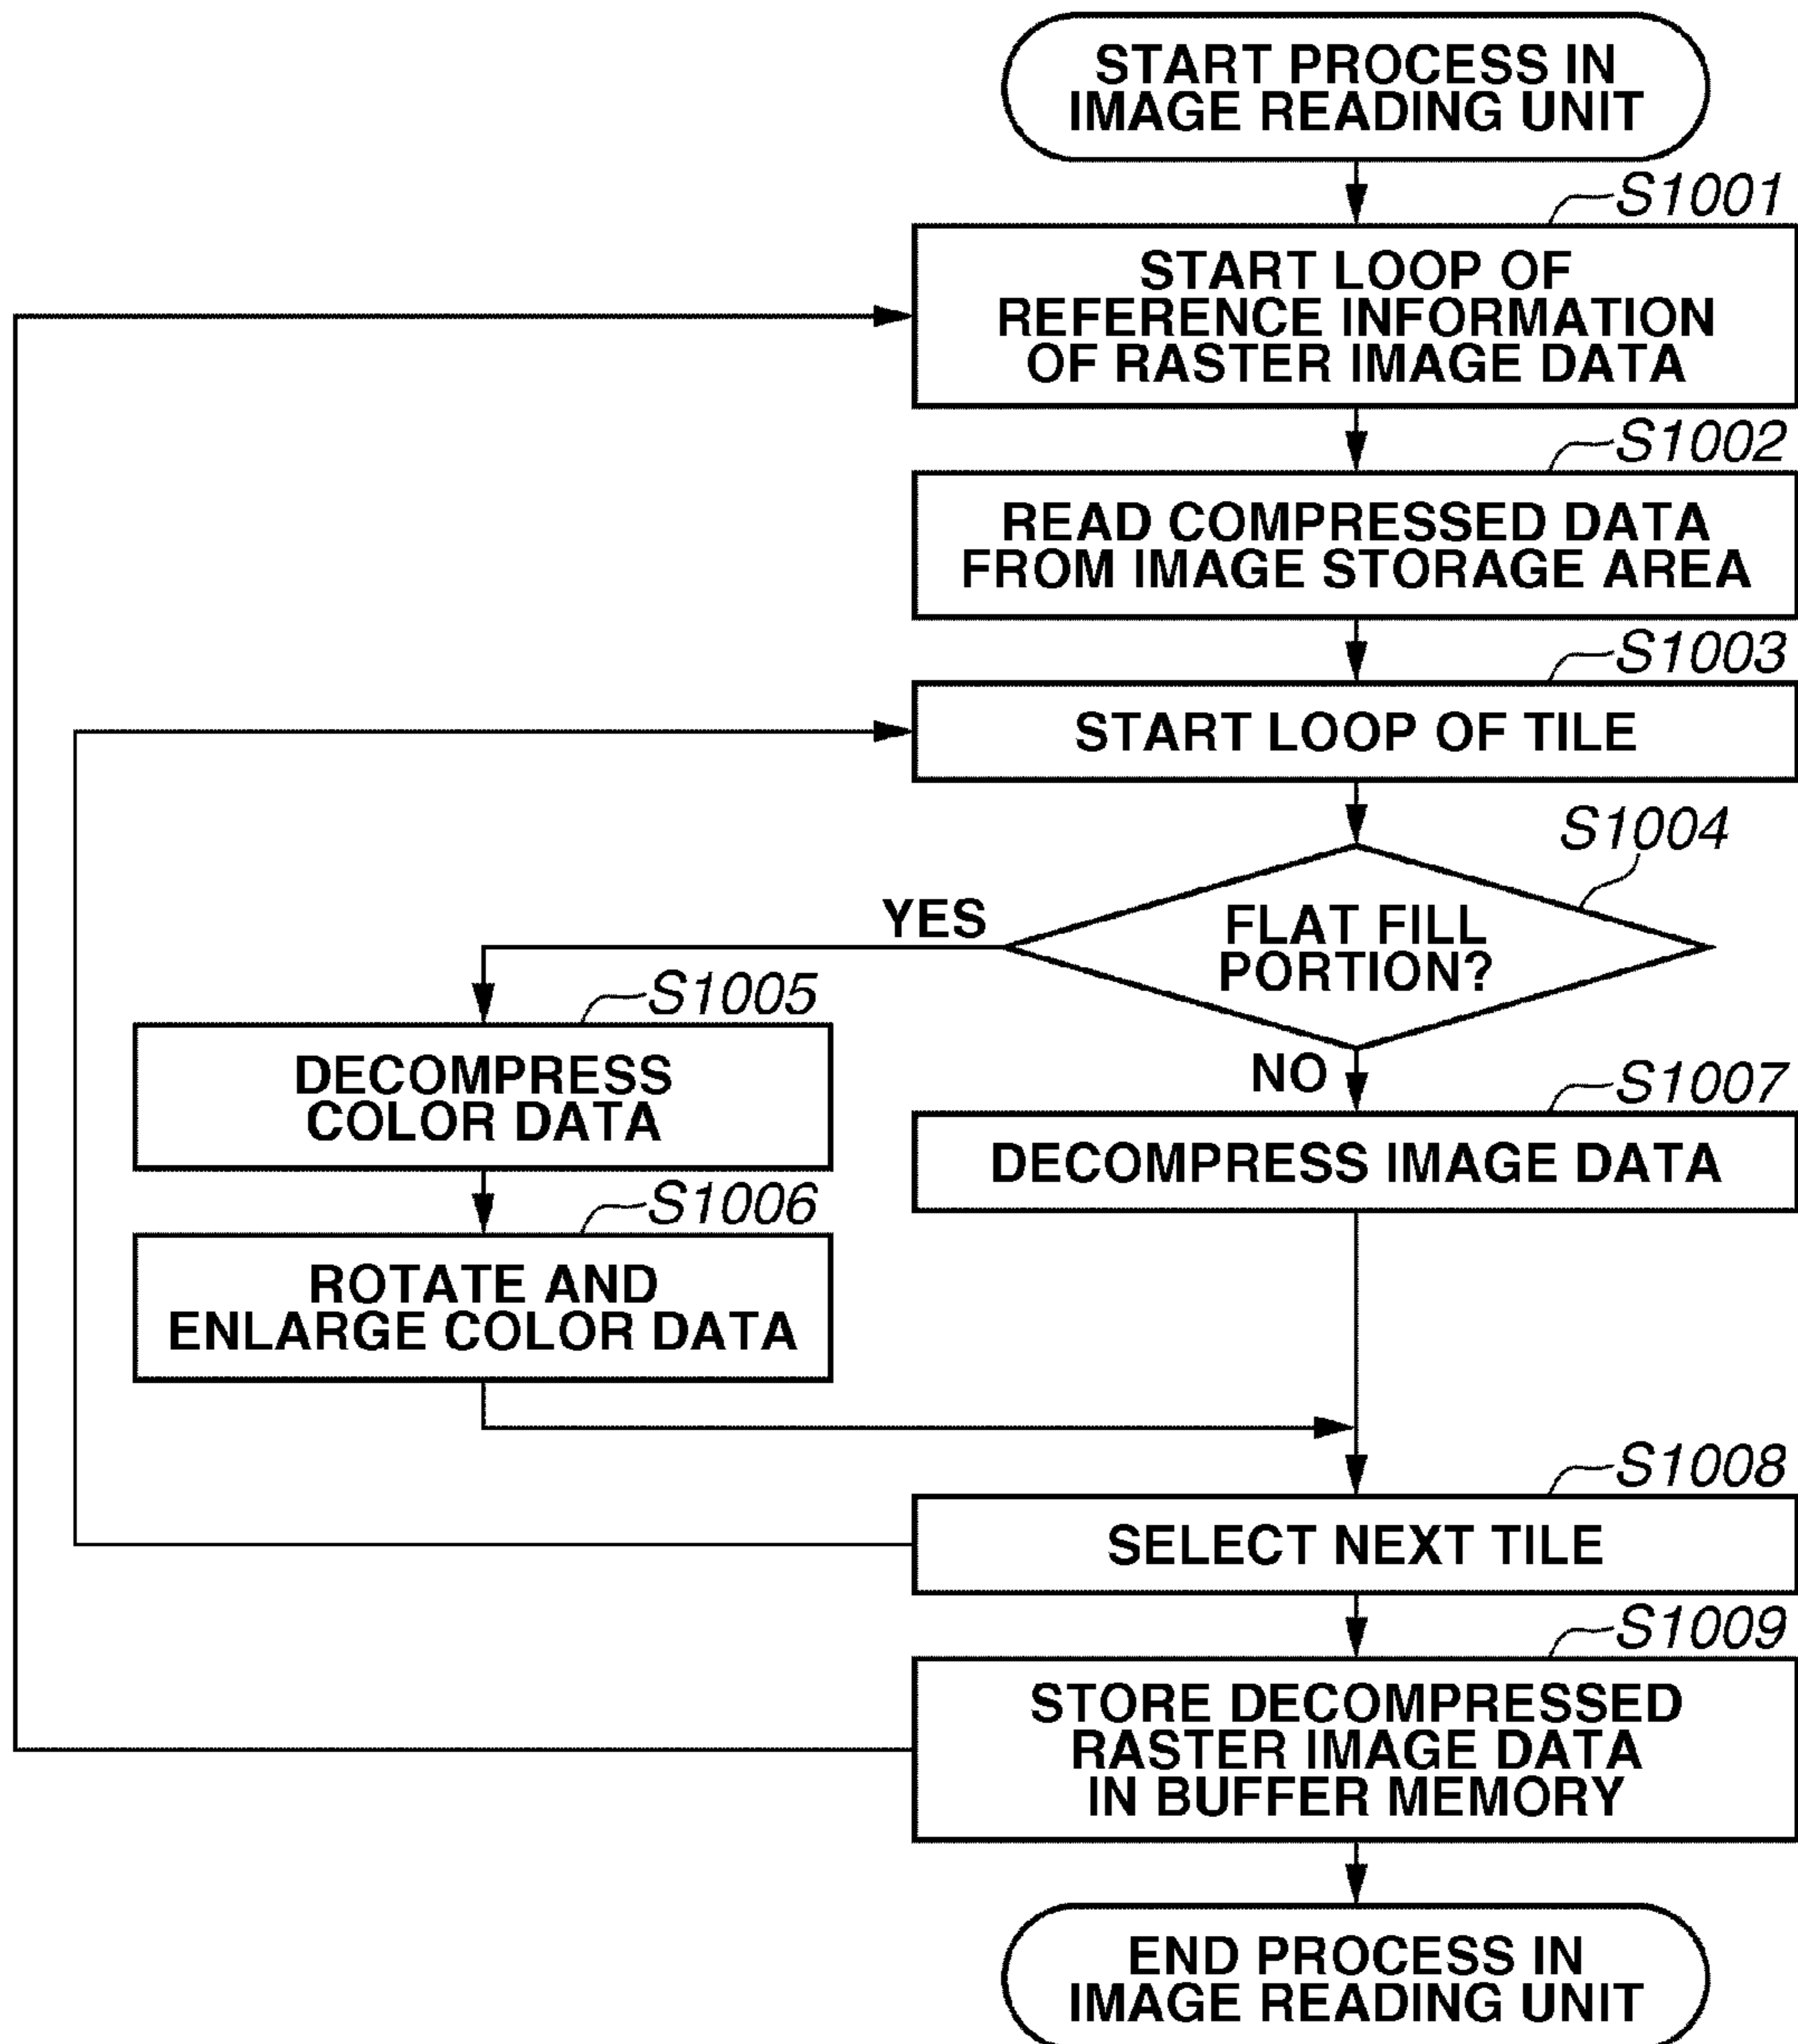 START PROCESS IN
IMAGE READING UNIT
S1001
START LOOP OF
REFERENCE INFORMATION
OF RASTER IMAGE DATA
S1002
READ COMPRESSED DATA
FROM IMAGE STORAGE AREA
S1003
START LOOP OF TILE
S1004
FLAT FILL
PORTION?
YES
NO
S1005
DECOMPRESS
COLOR DATA
S1006
ROTATE AND
ENLARGE COLOR DATA
S1007
DECOMPRESS IMAGE DATA
S1008
SELECT NEXT TILE
S1009
STORE DECOMPRESSED
RASTER IMAGE DATA
IN BUFFER MEMORY
END PROCESS IN
IMAGE READING UNIT